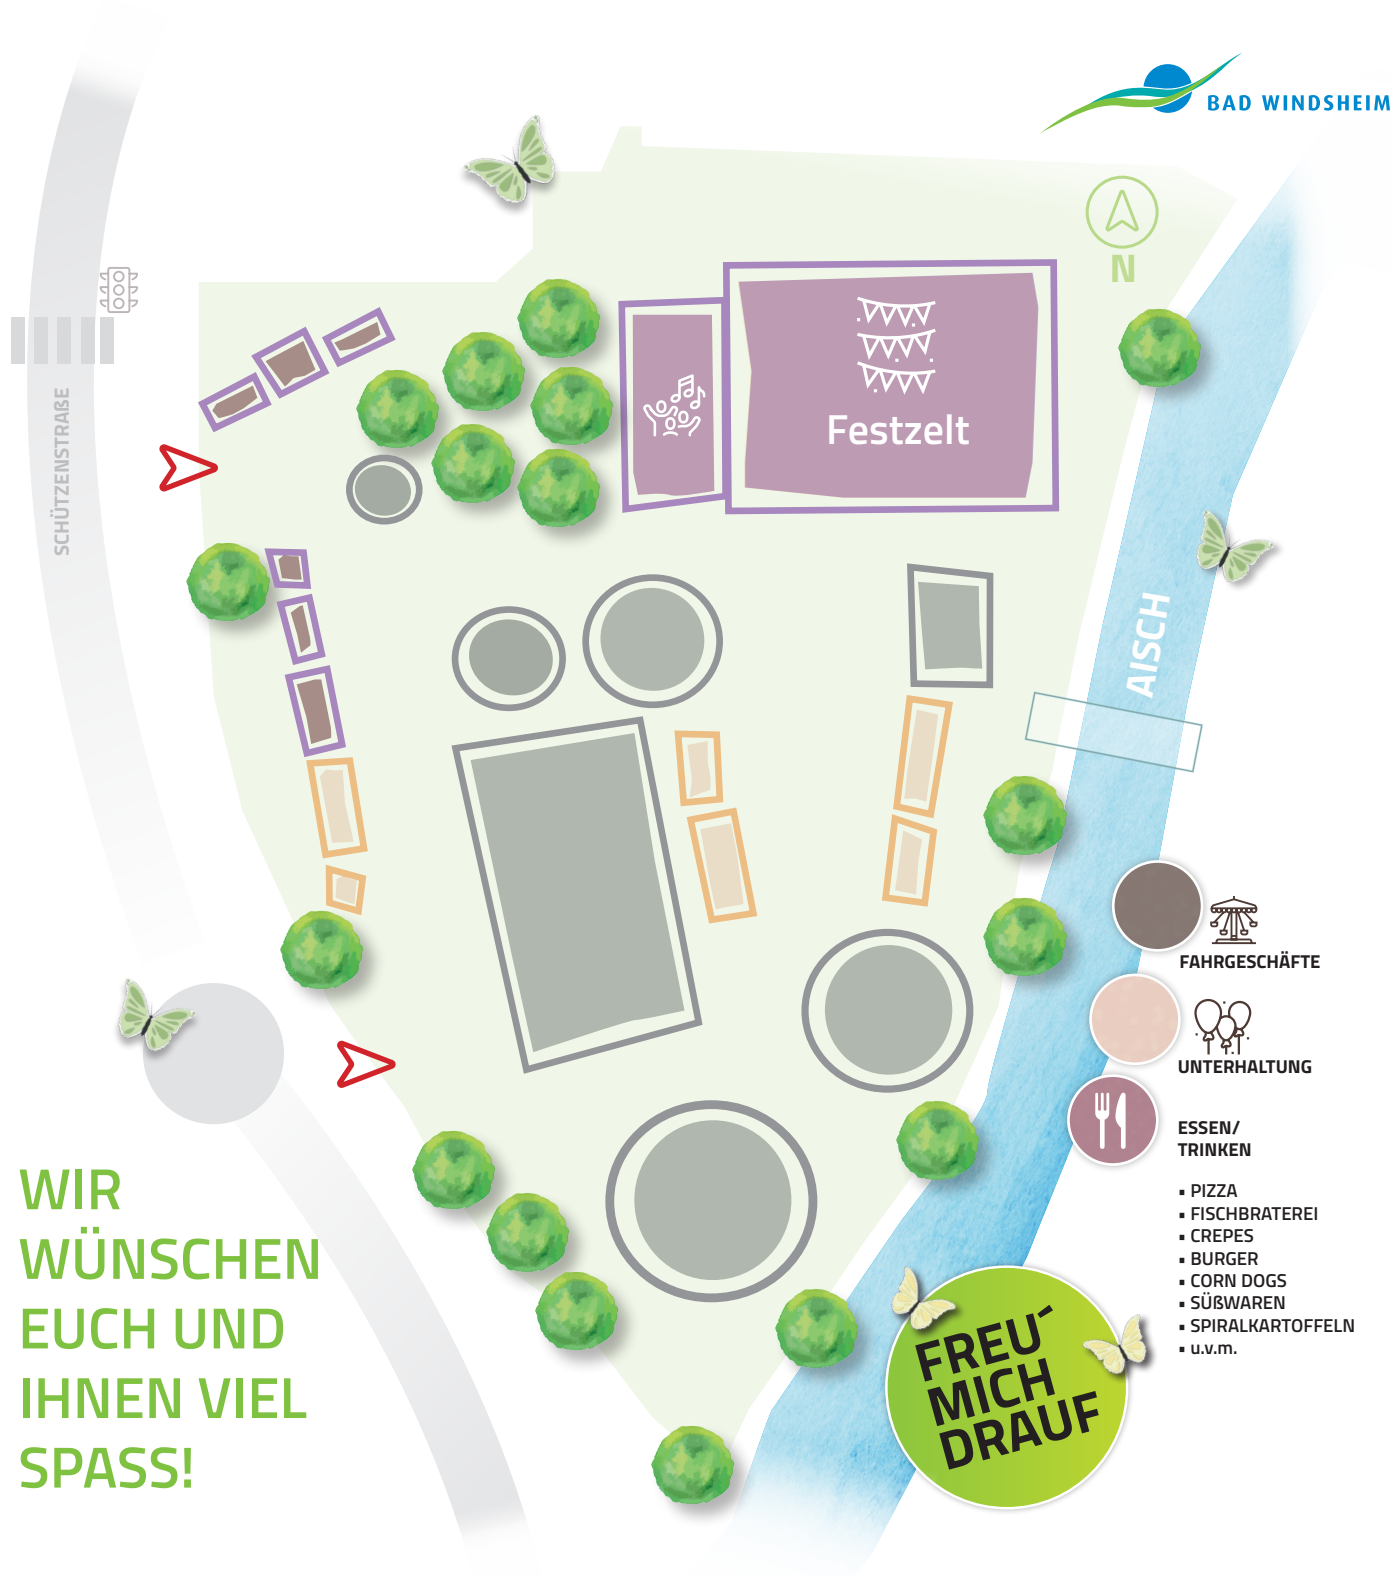 BAD WINDSHEIM
N
Festzelt
SCHÜTZENSTRAßE
AISCH
FAHRGESCHÄFTE
UNTERHALTUNG
ESSEN/
TRINKEN
▪ PIZZA
▪ FISCHBRATEREI
▪ CREPES
▪ BURGER
▪ CORN DOGS
▪ SÜßWAREN
▪ SPIRALKARTOFFELN
▪ u.v.m.
WIR
WÜNSCHEN
EUCH UND
IHNEN VIEL
SPASS!
FREU´
MICH
DRAUF